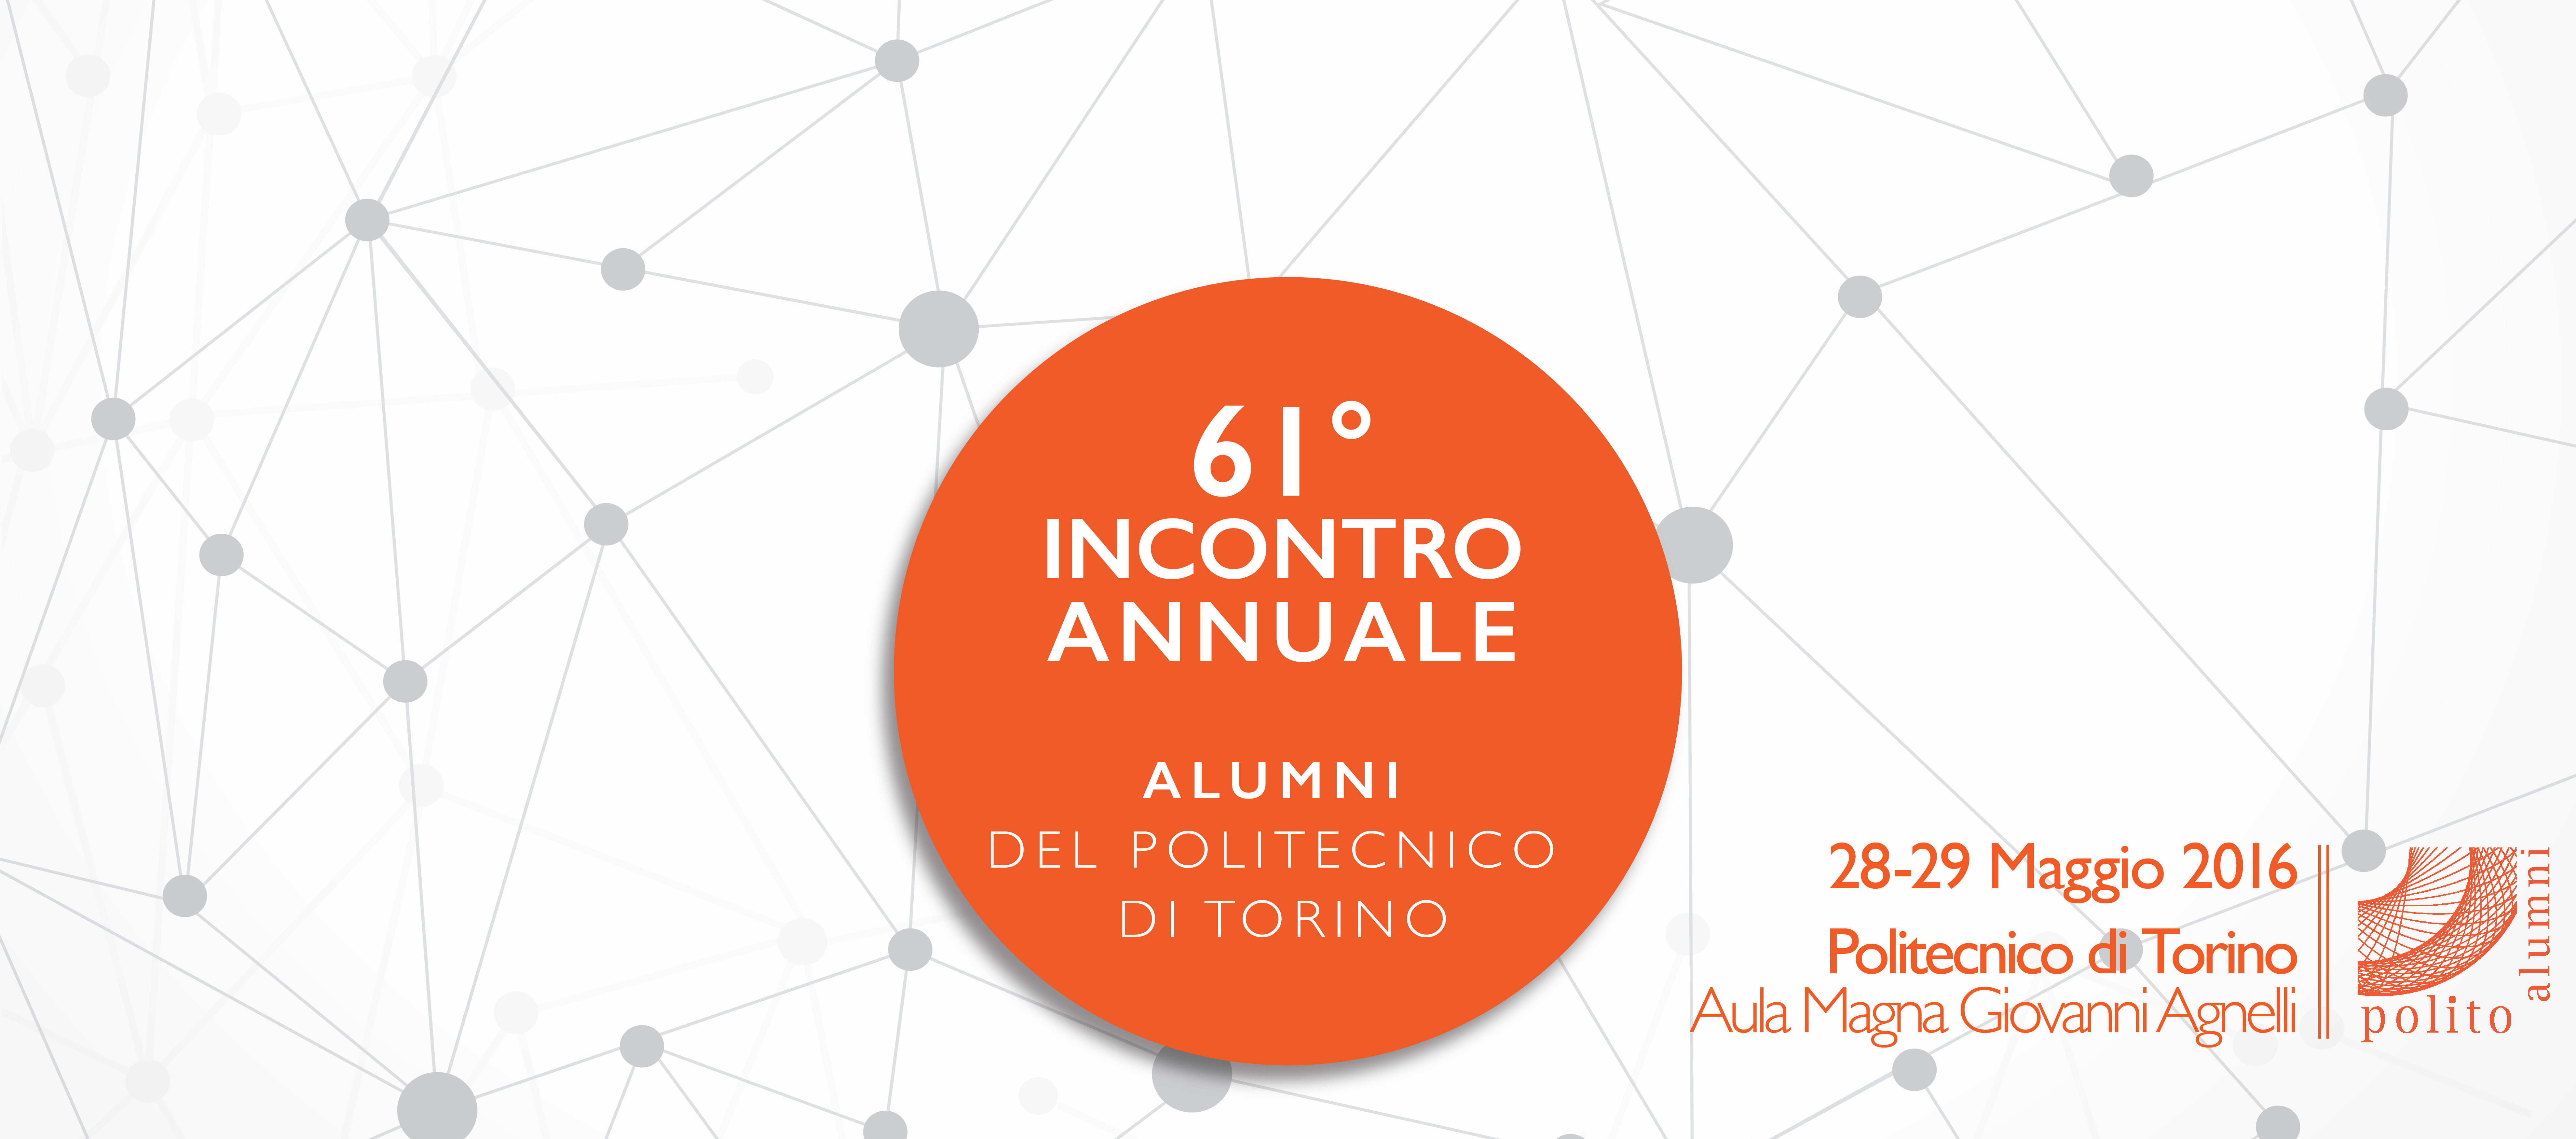 61°
INCONTRO
ANNUALE
ALUMNI
DEL POLITECNICO
DI TORINO
28-29 Maggio 2016
Politecnico di Torino
Aula Magna Giovanni Agnelli
polito
alumni